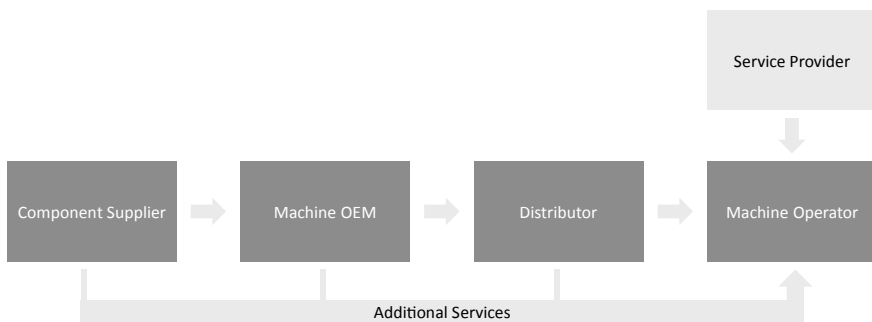 Service Provider
Component Supplier
Machine OEM
Distributor
Machine Operator
Additional Services